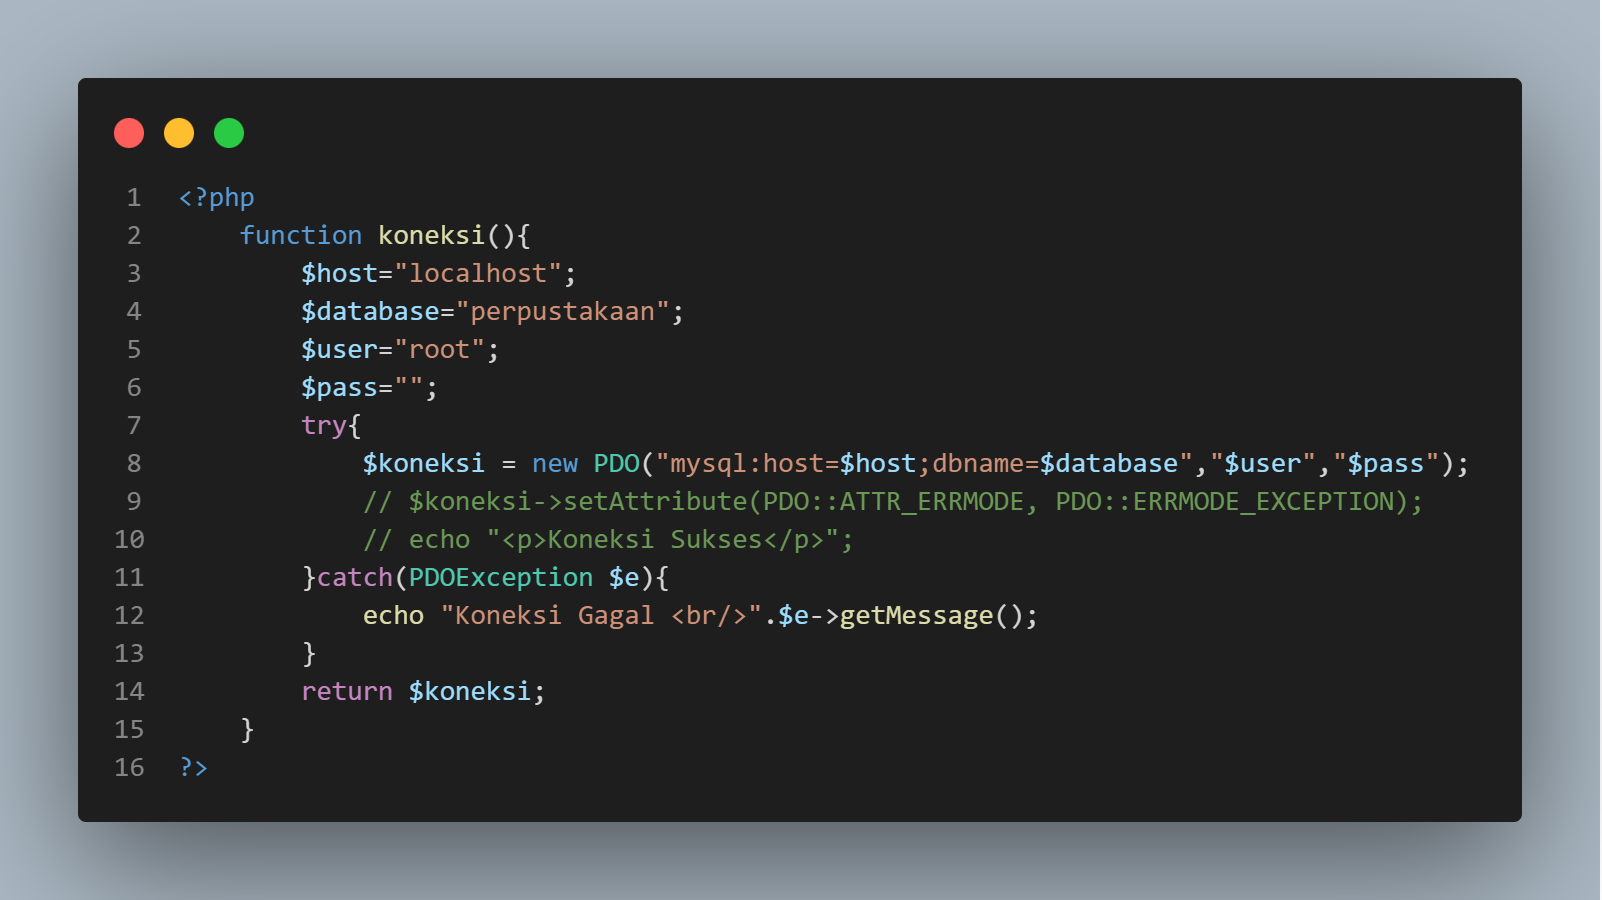 1 <?php
2     function koneksi(){
3         $host="localhost";
4         $database="perpustakaan";
5         $user="root";
6         $pass="";
7         try{
8             $koneksi = new PDO("mysql:host=$host;dbname=$database","$user","$pass");
9             // $koneksi->setAttribute(PDO::ATTR_ERRMODE, PDO::ERRMODE_EXCEPTION);
10             // echo "<p>Koneksi Sukses</p>";
11         }catch(PDOException $e){
12             echo "Koneksi Gagal <br/>".$e->getMessage();
13         }
14         return $koneksi;
15     }
16 ?>